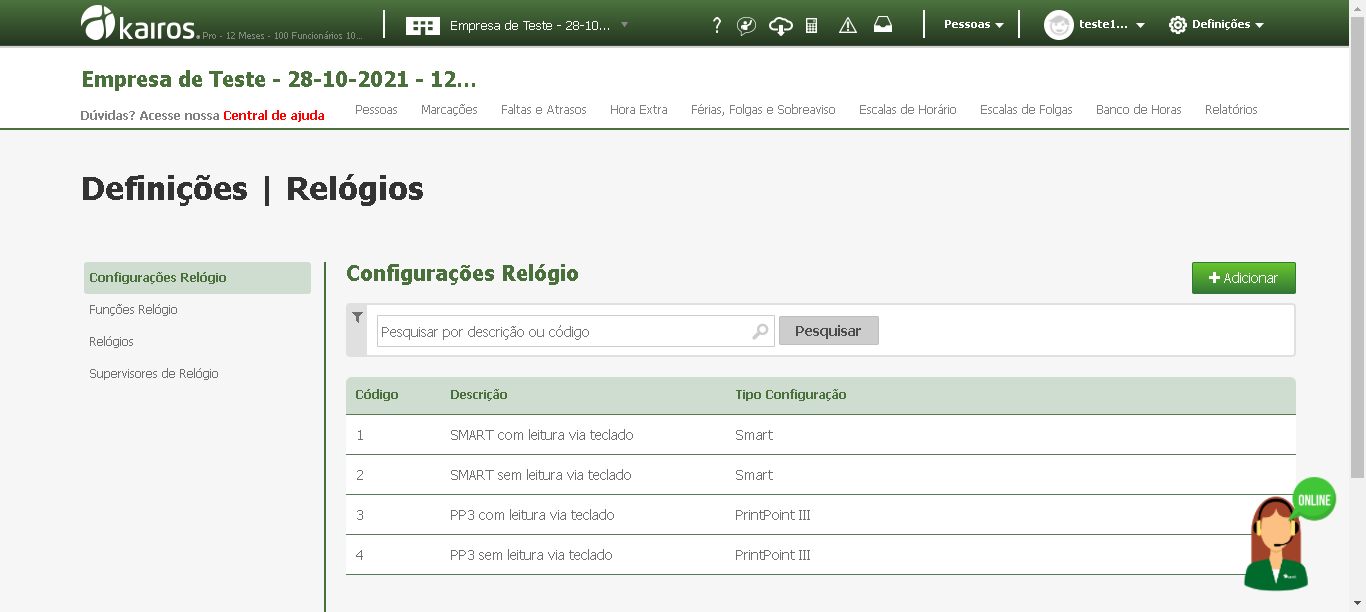 kairos. Pro - 12 Meses - 100 Funcionários 10...
Empresa de Teste - 28-10...
?
Pessoas
teste1...
Definições
Empresa de Teste - 28-10-2021 - 12...
Dúvidas? Acesse nossa Central de ajuda
Pessoas Marcações Faltas e Atrasos Hora Extra Férias, Folgas e Sobreaviso Escalas de Horário Escalas de Folgas Banco de Horas Relatórios
Definições | Relógios
Configurações Relógio
Funções Relógio
Relógios
Supervisores de Relógio
Configurações Relógio
+ Adicionar
Pesquisar por descrição ou código
Pesquisar
Código Descrição Tipo Configuração
1 SMART com leitura via teclado Smart
2 SMART sem leitura via teclado Smart
3 PP3 com leitura via teclado PrintPoint III
4 PP3 sem leitura via teclado PrintPoint III
ONLINE